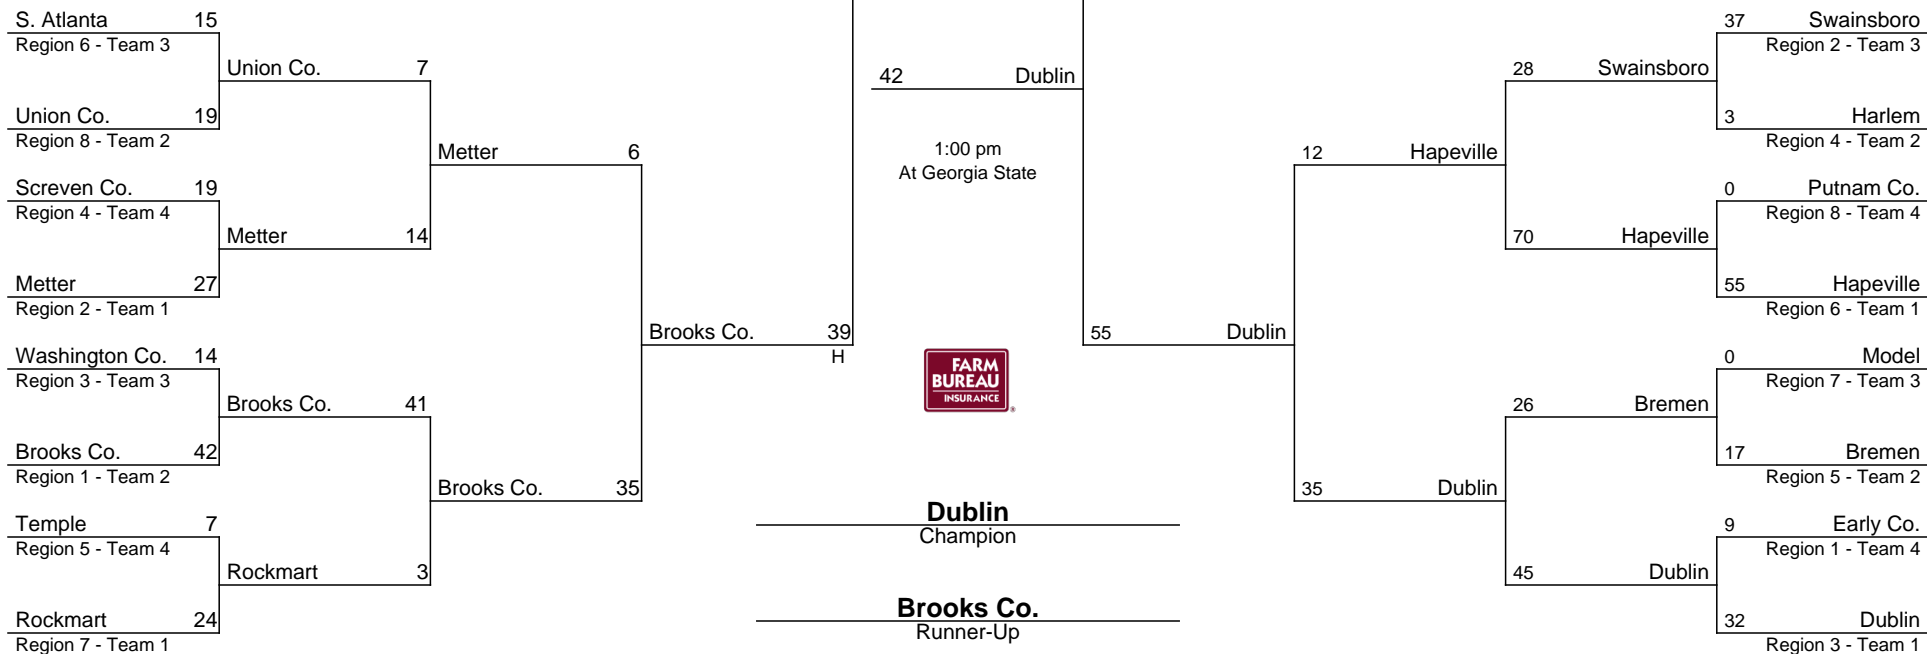 S. Atlanta 15
Region 6 - Team 3
Union Co. 7
Union Co. 19
Region 8 - Team 2
Metter 6
Screven Co. 19
Region 4 - Team 4
Metter 14
Metter 27
Region 2 - Team 1
Brooks Co. 39
H
Washington Co. 14
Region 3 - Team 3
Brooks Co. 41
Brooks Co. 42
Region 1 - Team 2
Brooks Co. 35
Temple 7
Region 5 - Team 4
Rockmart 3
Rockmart 24
Region 7 - Team 1
42 Dublin
1:00 pm
At Georgia State
FARM
BUREAU
INSURANCE
®
Dublin
Champion
Brooks Co.
Runner-Up
37 Swainsboro
Region 2 - Team 3
28 Swainsboro
3 Harlem
Region 4 - Team 2
12 Hapeville
0 Putnam Co.
Region 8 - Team 4
70 Hapeville
55 Hapeville
Region 6 - Team 1
55 Dublin
0 Model
Region 7 - Team 3
26 Bremen
17 Bremen
Region 5 - Team 2
35 Dublin
9 Early Co.
Region 1 - Team 4
45 Dublin
32 Dublin
Region 3 - Team 1